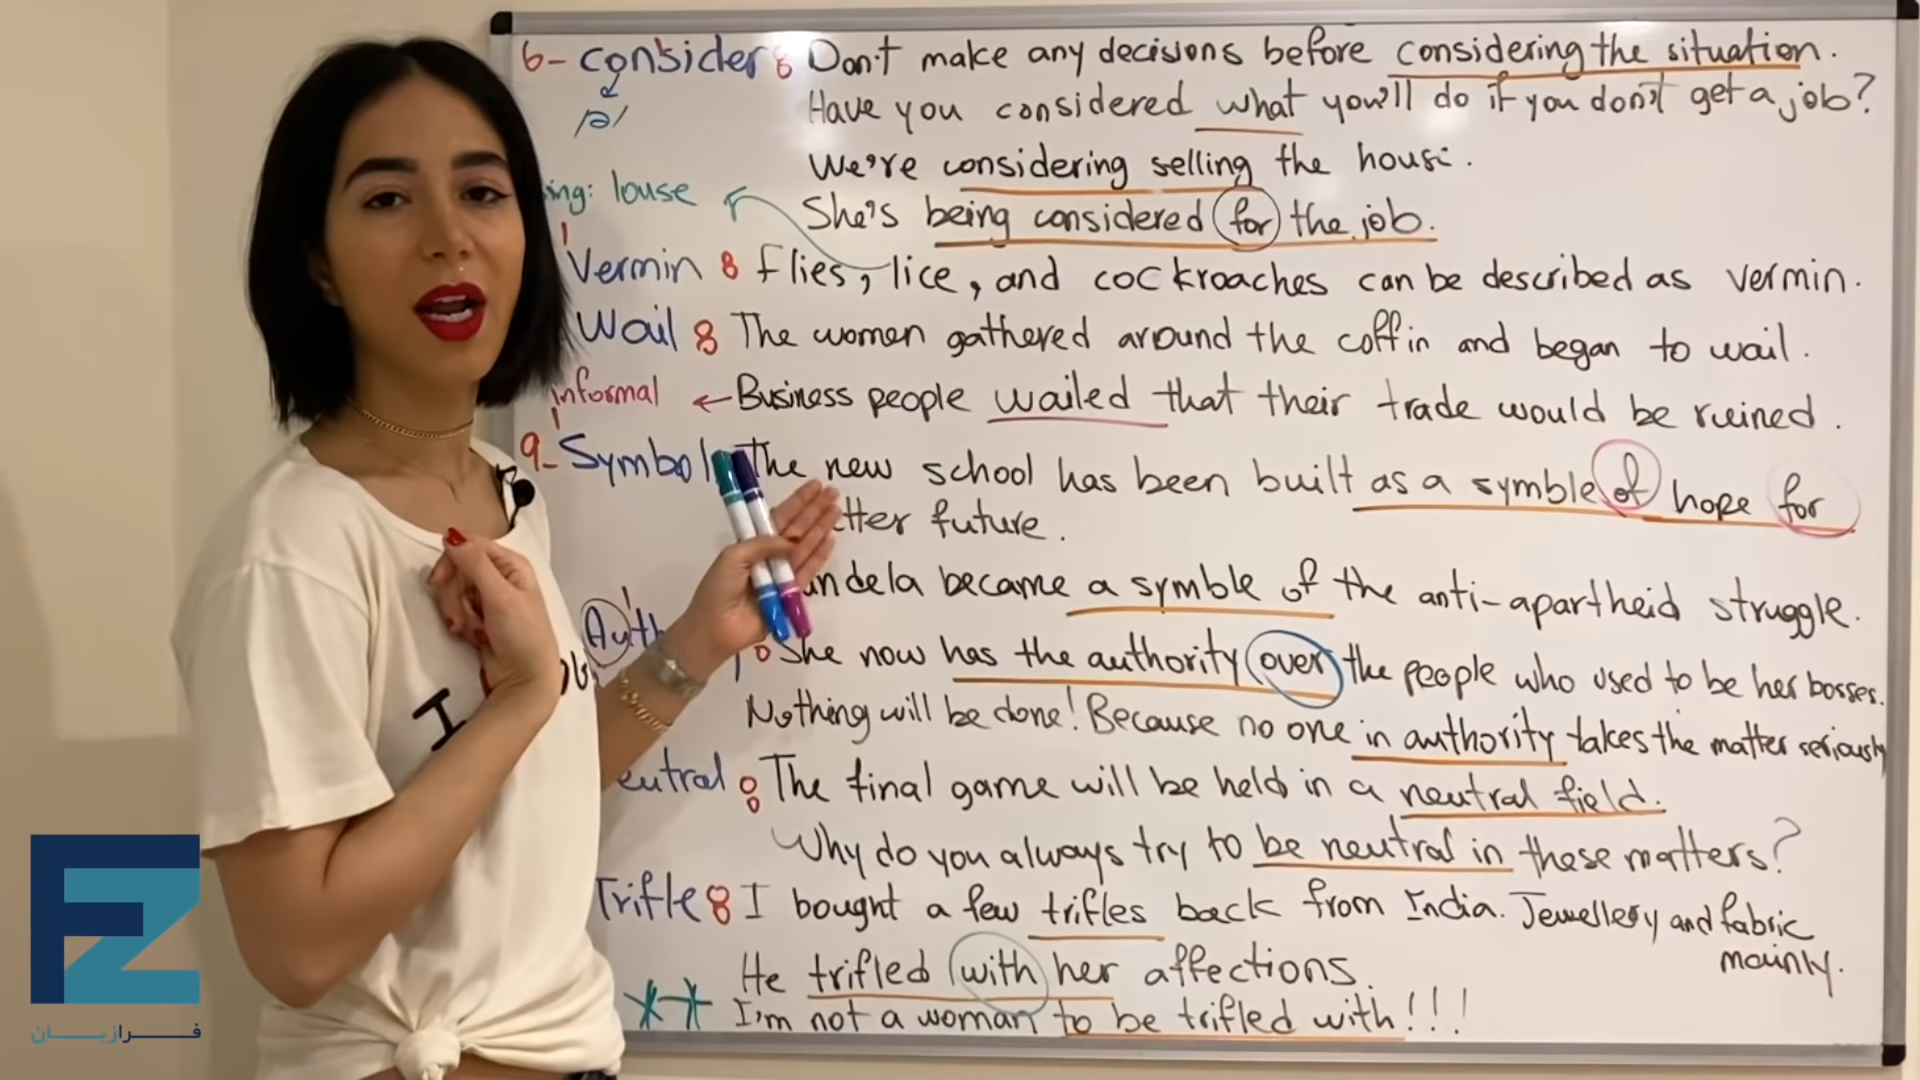 6- consider: Don't make any decisions before considering the situation.
/ə/
Have you considered what you'll do if you don't get a job?
We're considering selling the house.
ing: louse
She's being considered for the job.
Vermin: flies, lice, and cockroaches can be described as vermin.
Wail: The women gathered around the coffin and began to wail.
informal ← Business people wailed that their trade would be ruined.
9- Symbol: The new school has been built as a symble of hope for
tter future.
ndela became a symble of the anti-apartheid struggle.
Auth
: She now has the authority over the people who used to be her bosses.
Nothing will be done! Because no one in authority takes the matter seriously
eutral: The final game will be held in a neutral field.
Why do you always try to be neutral in these matters?
Trifle: I bought a few trifles back from India. Jewellery and fabric
mainly.
He trifled with her affections.
** I'm not a woman to be trifled with!!!
I
FZ
فرازبان